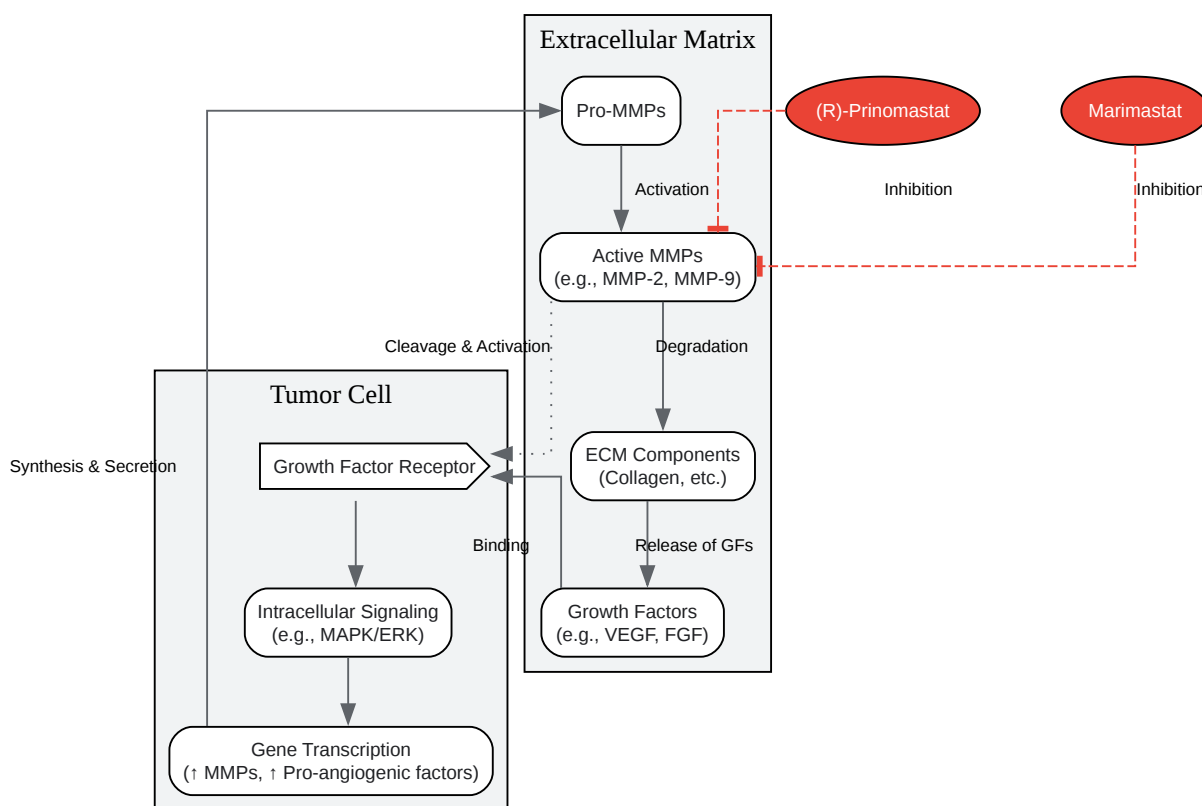 Extracellular Matrix
Pro-MMPs
(R)-Prinomastat
Marimastat
Activation
Inhibition
Inhibition
Active MMPs
(e.g., MMP-2, MMP-9)
Cleavage & Activation
Degradation
Tumor Cell
Growth Factor Receptor
Synthesis & Secretion
ECM Components
(Collagen, etc.)
Binding
Release of GFs
Intracellular Signaling
(e.g., MAPK/ERK)
Growth Factors
(e.g., VEGF, FGF)
Gene Transcription
(↑ MMPs, ↑ Pro-angiogenic factors)